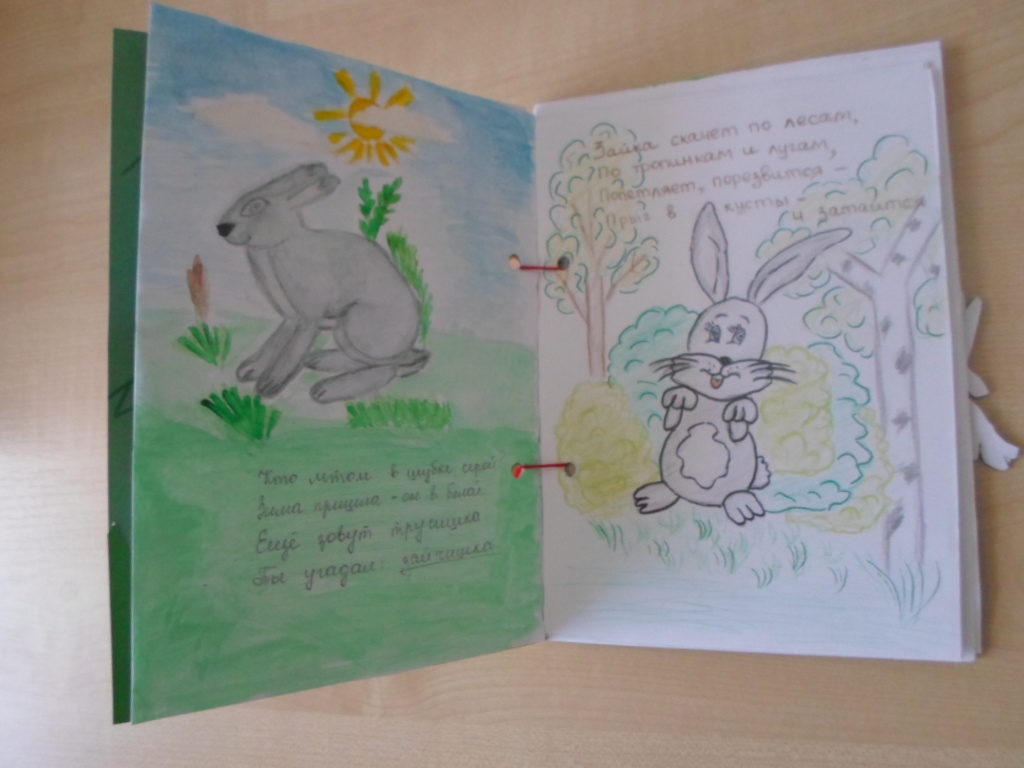 Кто летом в шубке серой
Зима пришла - он в белой
Ещё зовут трусишка
Ты угадал: зайчишка
Зайка скачет по лесам,
По тропинкам и лугам,
Попетляет, порезвится -
Прыг в кусты - и затаится